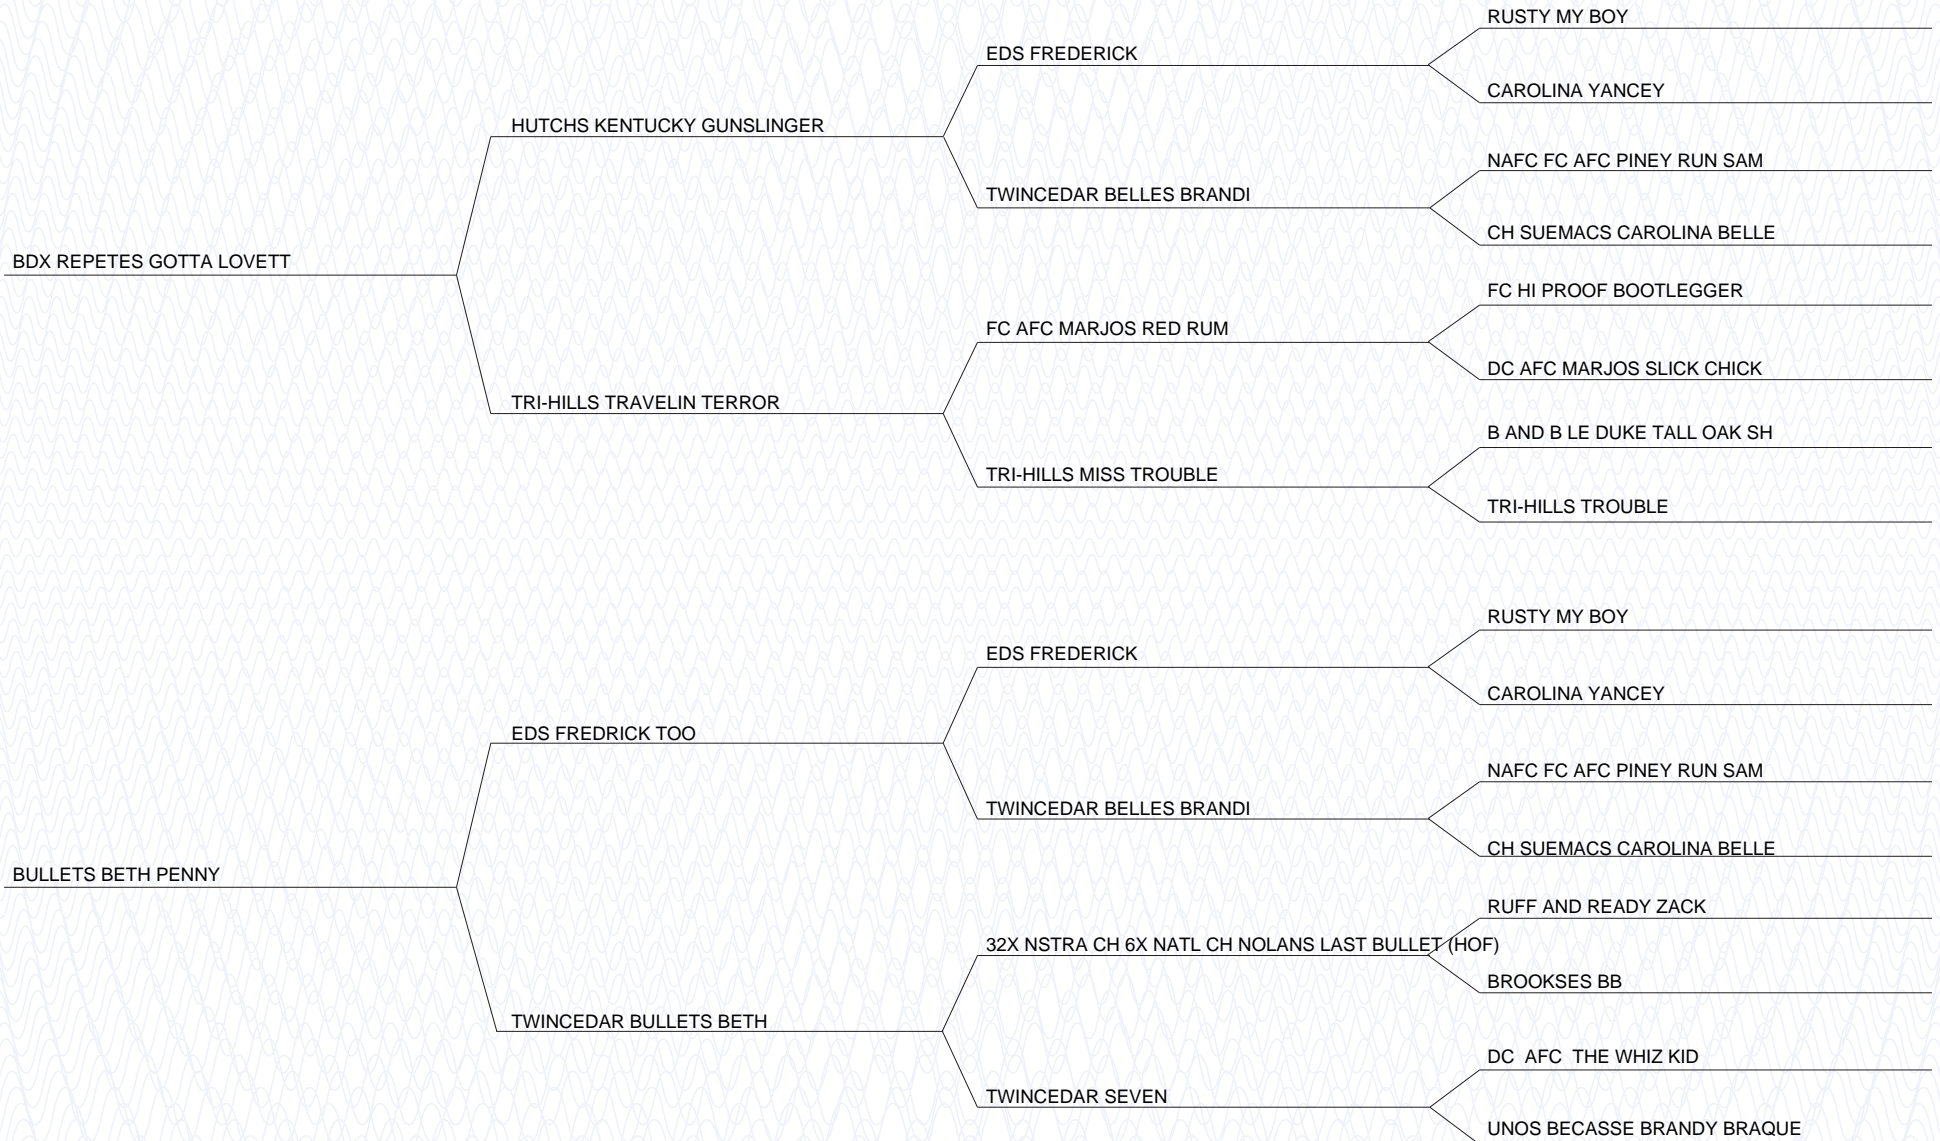 RUSTY MY BOY
EDS FREDERICK
CAROLINA YANCEY
HUTCHS KENTUCKY GUNSLINGER
NAFC FC AFC PINEY RUN SAM
TWINCEDAR BELLES BRANDI
CH SUEMACS CAROLINA BELLE
BDX REPETES GOTTA LOVETT
FC HI PROOF BOOTLEGGER
FC AFC MARJOS RED RUM
DC AFC MARJOS SLICK CHICK
TRI-HILLS TRAVELIN TERROR
B AND B LE DUKE TALL OAK SH
TRI-HILLS MISS TROUBLE
TRI-HILLS TROUBLE
RUSTY MY BOY
EDS FREDERICK
CAROLINA YANCEY
EDS FREDRICK TOO
NAFC FC AFC PINEY RUN SAM
TWINCEDAR BELLES BRANDI
CH SUEMACS CAROLINA BELLE
BULLETS BETH PENNY
RUFF AND READY ZACK
32X NSTRA CH 6X NATL CH NOLANS LAST BULLET (HOF)
BROOKSES BB
TWINCEDAR BULLETS BETH
DC  AFC  THE WHIZ KID
TWINCEDAR SEVEN
UNOS BECASSE BRANDY BRAQUE